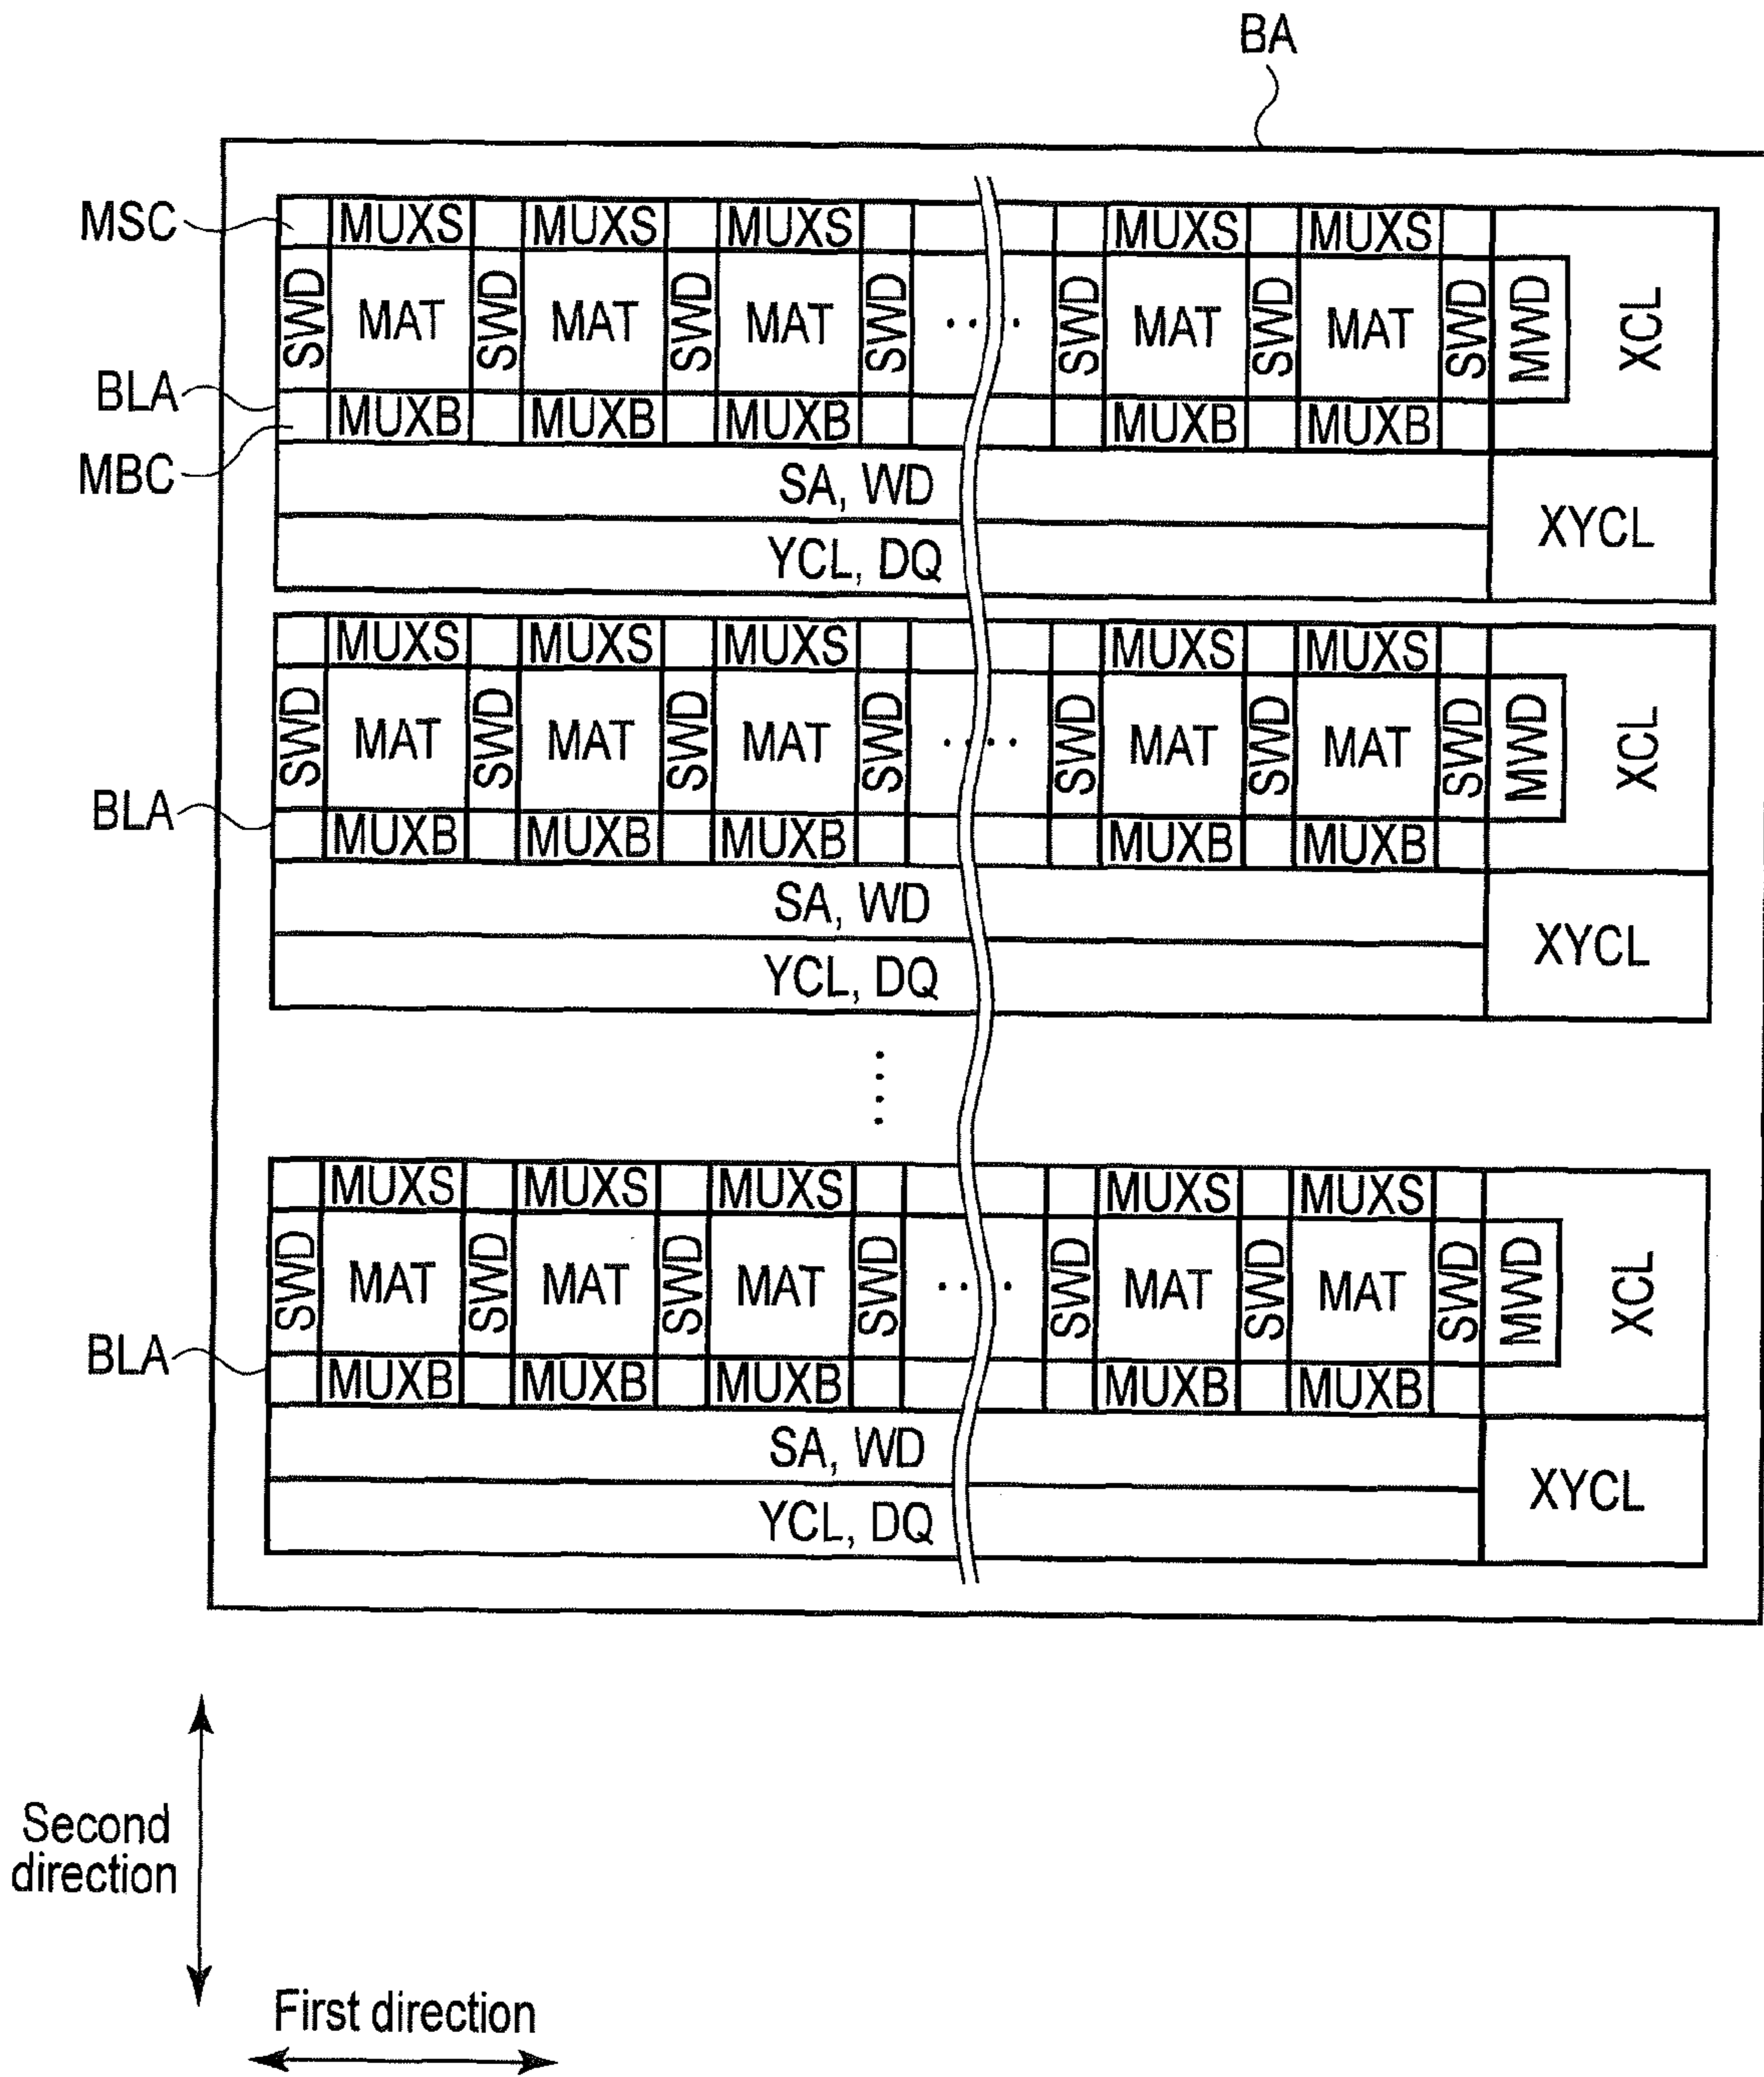 BA
MSC
MUXS MUXS MUXS MUXS MUXS
SWD MAT SWD MAT SWD MAT SWD .... SWD MAT SWD MAT SWD MWD XCL
BLA
MUXB MUXB MUXB MUXB MUXB
MBC
SA, WD
XYCL
YCL, DQ
MUXS MUXS MUXS MUXS MUXS
SWD MAT SWD MAT SWD MAT SWD .... SWD MAT SWD MAT SWD MWD XCL
BLA
MUXB MUXB MUXB MUXB MUXB
SA, WD
XYCL
YCL, DQ
....
MUXS MUXS MUXS MUXS MUXS
SWD MAT SWD MAT SWD MAT SWD .... SWD MAT SWD MAT SWD MWD XCL
BLA
MUXB MUXB MUXB MUXB MUXB
SA, WD
XYCL
YCL, DQ
Second
direction
First direction